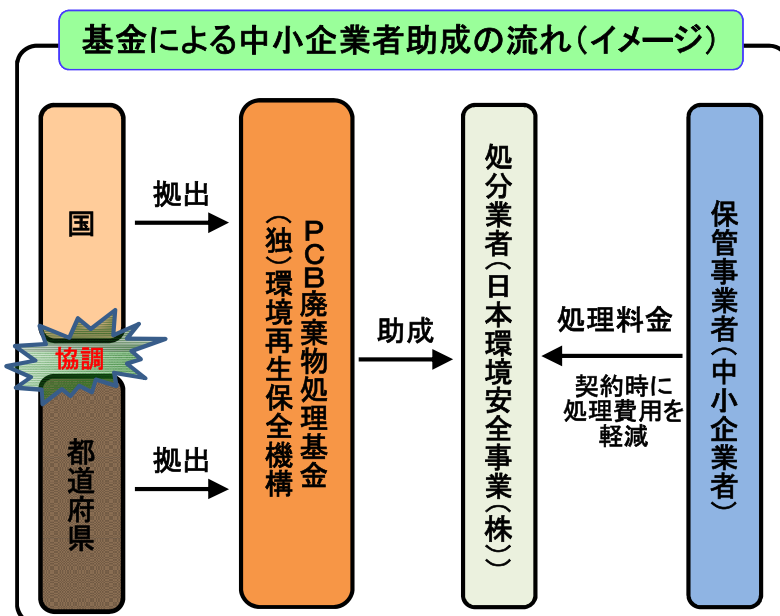 基金による中小企業者助成の流れ(イメージ)
国
協調
都道府県
拠出
拠出
PCB廃棄物処理基金
(独)環境再生保全機構
助成
処分業者(日本環境安全事業(株))
処理料金
契約時に
処理費用を
軽減
保管事業者(中小企業者)